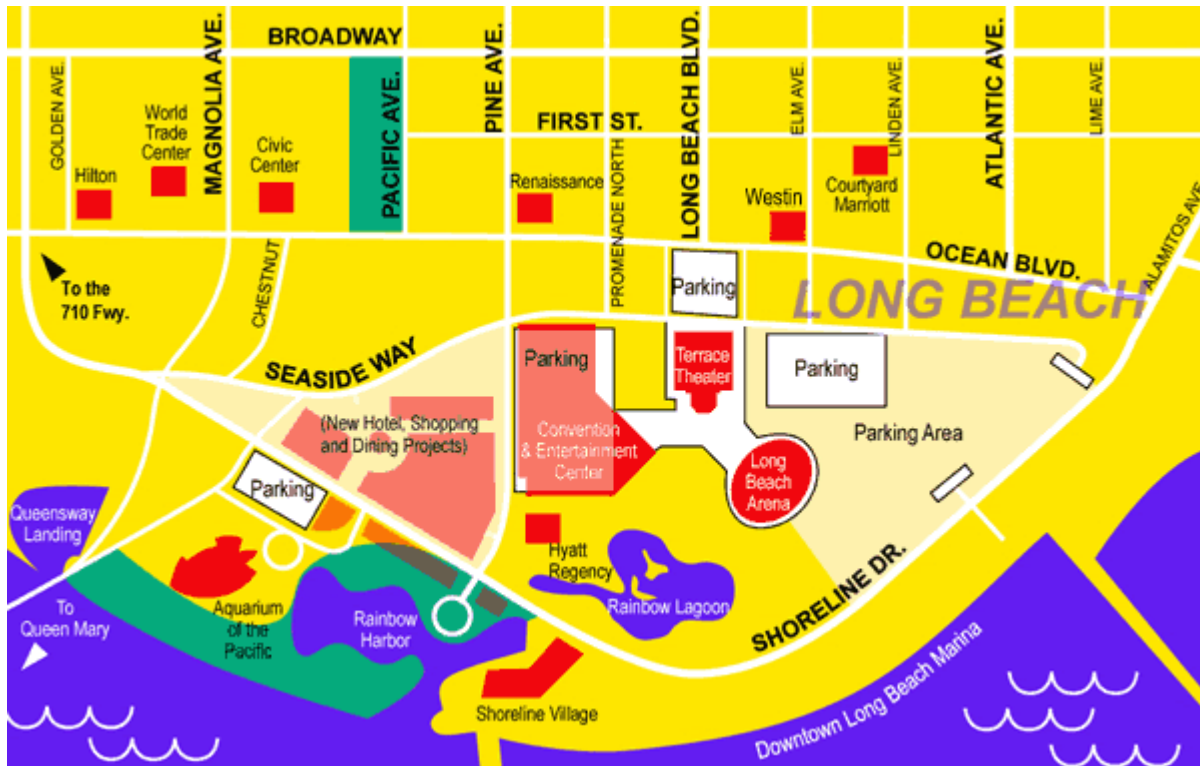 BROADWAY
GOLDEN AVE.
MAGNOLIA AVE.
PACIFIC AVE.
PINE AVE.
FIRST ST.
PROMENADE NORTH
LONG BEACH BLVD.
ELM AVE.
LINDEN AVE.
ATLANTIC AVE.
LIME AVE.
ALAMITOS AVE.
World
Trade
Center
Civic
Center
Hilton
Renaissance
Westin
Courtyard
Marriott
OCEAN BLVD.
To the
710 Fwy.
CHESTNUT
Parking
LONG BEACH
SEASIDE WAY
Parking
Terrace
Theater
Parking
(New Hotel, Shopping
and Dining Projects)
Convention
& Entertainment
Center
Parking Area
Long
Beach
Arena
Parking
Queensway
Landing
Hyatt
Regency
Rainbow Lagoon
SHORELINE DR.
To
Queen Mary
Aquarium
of the
Pacific
Rainbow
Harbor
Shoreline Village
Downtown Long Beach Marina